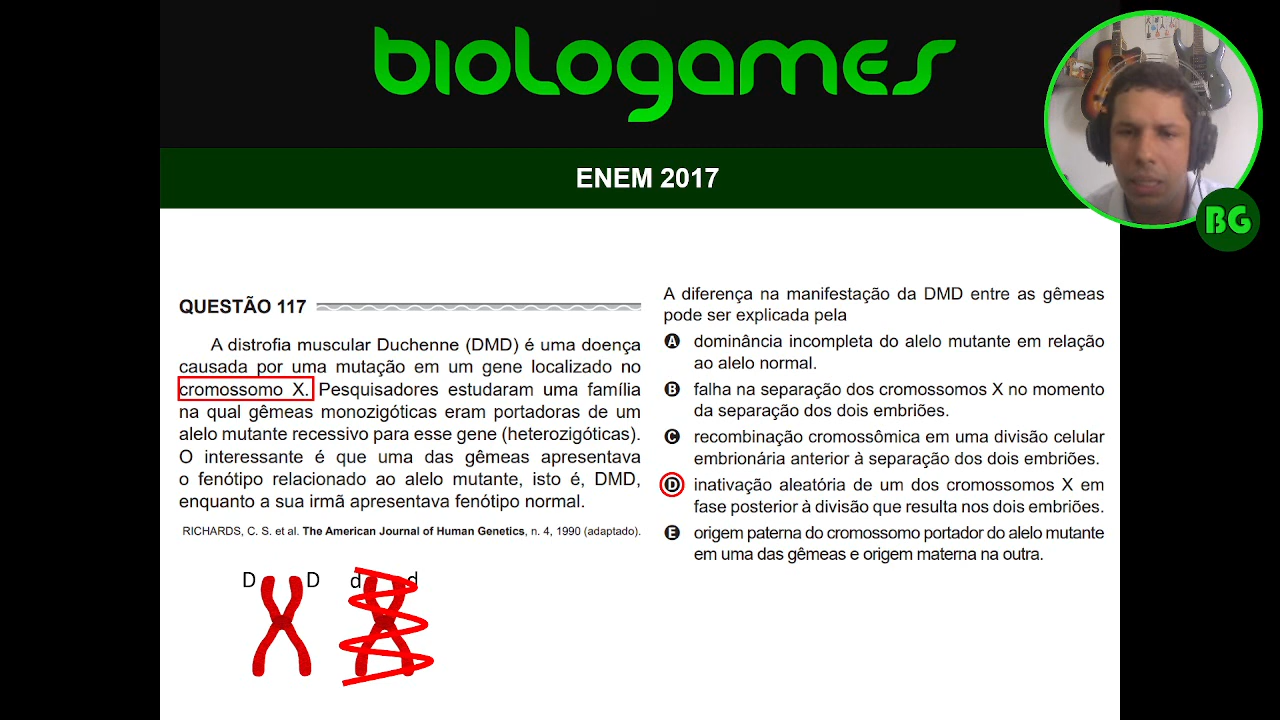 biologames
ENEM 2017
BG
QUESTÃO 117
A distrofia muscular Duchenne (DMD) é uma doença
causada por uma mutação em um gene localizado no
cromossomo X. Pesquisadores estudaram uma família
na qual gêmeas monozigóticas eram portadoras de um
alelo mutante recessivo para esse gene (heterozigóticas).
O interessante é que uma das gêmeas apresentava
o fenótipo relacionado ao alelo mutante, isto é, DMD,
enquanto a sua irmã apresentava fenótipo normal.
RICHARDS, C. S. et al. The American Journal of Human Genetics, n. 4, 1990 (adaptado).
D D d d
A diferença na manifestação da DMD entre as gêmeas
pode ser explicada pela
A dominância incompleta do alelo mutante em relação
ao alelo normal.
B falha na separação dos cromossomos X no momento
da separação dos dois embriões.
C recombinação cromossômica em uma divisão celular
embrionária anterior à separação dos dois embriões.
D inativação aleatória de um dos cromossomos X em
fase posterior à divisão que resulta nos dois embriões.
E origem paterna do cromossomo portador do alelo mutante
em uma das gêmeas e origem materna na outra.